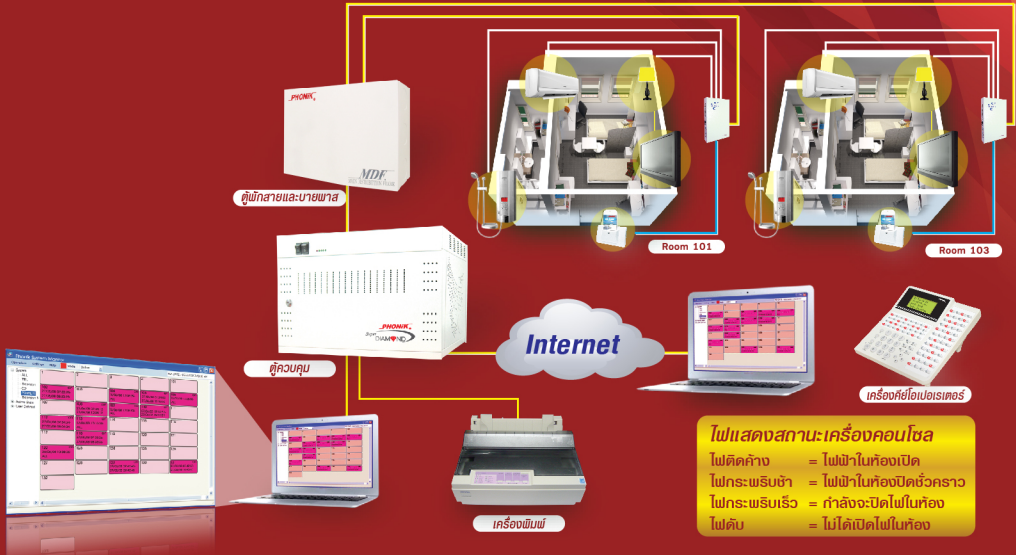 PHONIK
MDF
MAIN DISTRIBUTION FRAME
ตู้พักสายและบายพาส
Room 101
Room 103
PHONIK
Super
DIAMOND
ตู้ควบคุม
Internet
เครื่องคีย์โอเปอเรเตอร์
เครื่องพิมพ์
ไฟแสดงสถานะเครื่องคอนโซล
ไฟติดค้าง = ไฟฟ้าในห้องเปิด
ไฟกระพริบช้า = ไฟฟ้าในห้องปิดชั่วคราว
ไฟกระพริบเร็ว = กำลังจะปิดไฟในห้อง
ไฟดับ = ไม่ได้เปิดไฟในห้อง